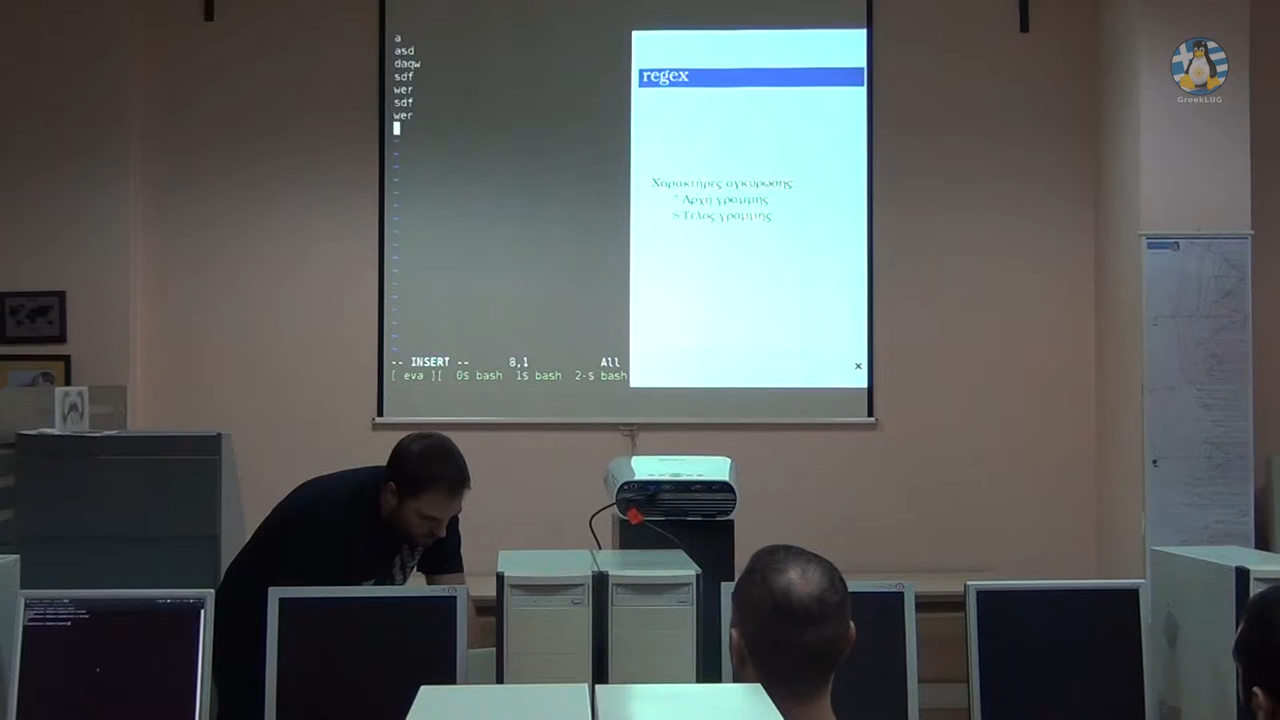 a
asd
daqw
sdf
wer
sdf
wer
-- INSERT -- 8,1 All
[ eva ][ 0$ bash 1$ bash 2-$ bash
regex
Χαρακτήρες αγκύρωσης:
^ Αρχή γραμμής
$ Τέλος γραμμής
GreekLUG